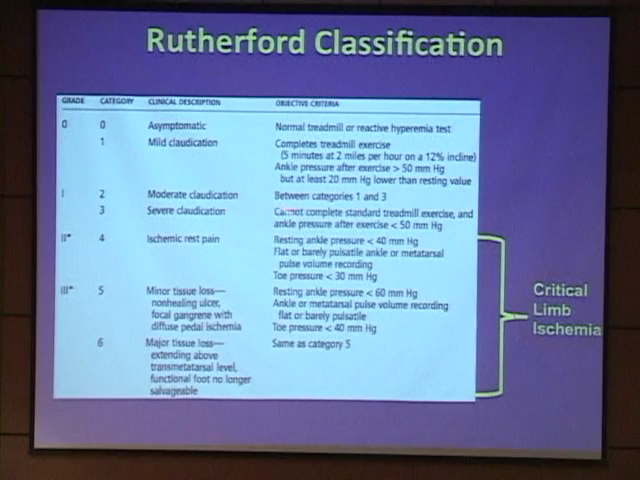 Rutherford Classification
GRADE CATEGORY CLINICAL DESCRIPTION OBJECTIVE CRITERIA
0 0 Asymptomatic Normal treadmill or reactive hyperemia test
1 Mild claudication Completes treadmill exercise
(5 minutes at 2 miles per hour on a 12% incline)
Ankle pressure after exercise > 50 mm Hg
but at least 20 mm Hg lower than resting value
I 2 Moderate claudication Between categories 1 and 3
3 Severe claudication Cannot complete standard treadmill exercise, and
ankle pressure after exercise < 50 mm Hg
II* 4 Ischemic rest pain Resting ankle pressure < 40 mm Hg
Flat or barely pulsatile ankle or metatarsal
pulse volume recording
Toe pressure < 30 mm Hg
III* 5 Minor tissue loss— Resting ankle pressure < 60 mm Hg
nonhealing ulcer, Ankle or metatarsal pulse volume recording
focal gangrene with flat or barely pulsatile
diffuse pedal ischemia Toe pressure < 40 mm Hg
6 Major tissue loss— Same as category 5
extending above
transmetatarsal level,
functional foot no longer
salvageable
Critical
Limb
Ischemia